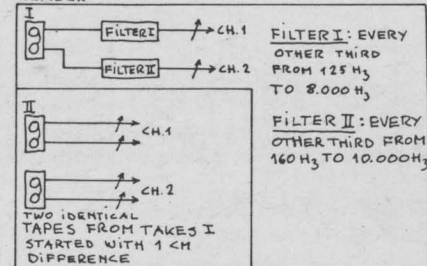 I
FILTER I
CH.1
FILTER II
CH.2
FILTER I: EVERY
OTHER THIRD
FROM 125 Hz
TO 8.000 Hz
FILTER II: EVERY
OTHER THIRD FROM
160 Hz TO 10.000 Hz
II
CH.1
CH.2
TWO IDENTICAL
TAPES FROM TAKES I
STARTED WITH 1 CM
DIFFERENCE